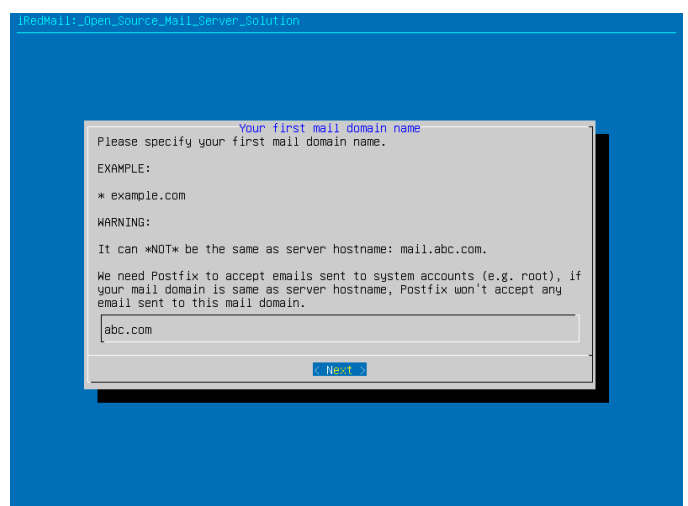 iRedMail:_Open_Source_Mail_Server_Solution
Your first mail domain name
Please specify your first mail domain name.
EXAMPLE:
* example.com
WARNING:
It can *NOT* be the same as server hostname: mail.abc.com.
We need Postfix to accept emails sent to system accounts (e.g. root), if
your mail domain is same as server hostname, Postfix won't accept any
email sent to this mail domain.
abc.com
< Next >